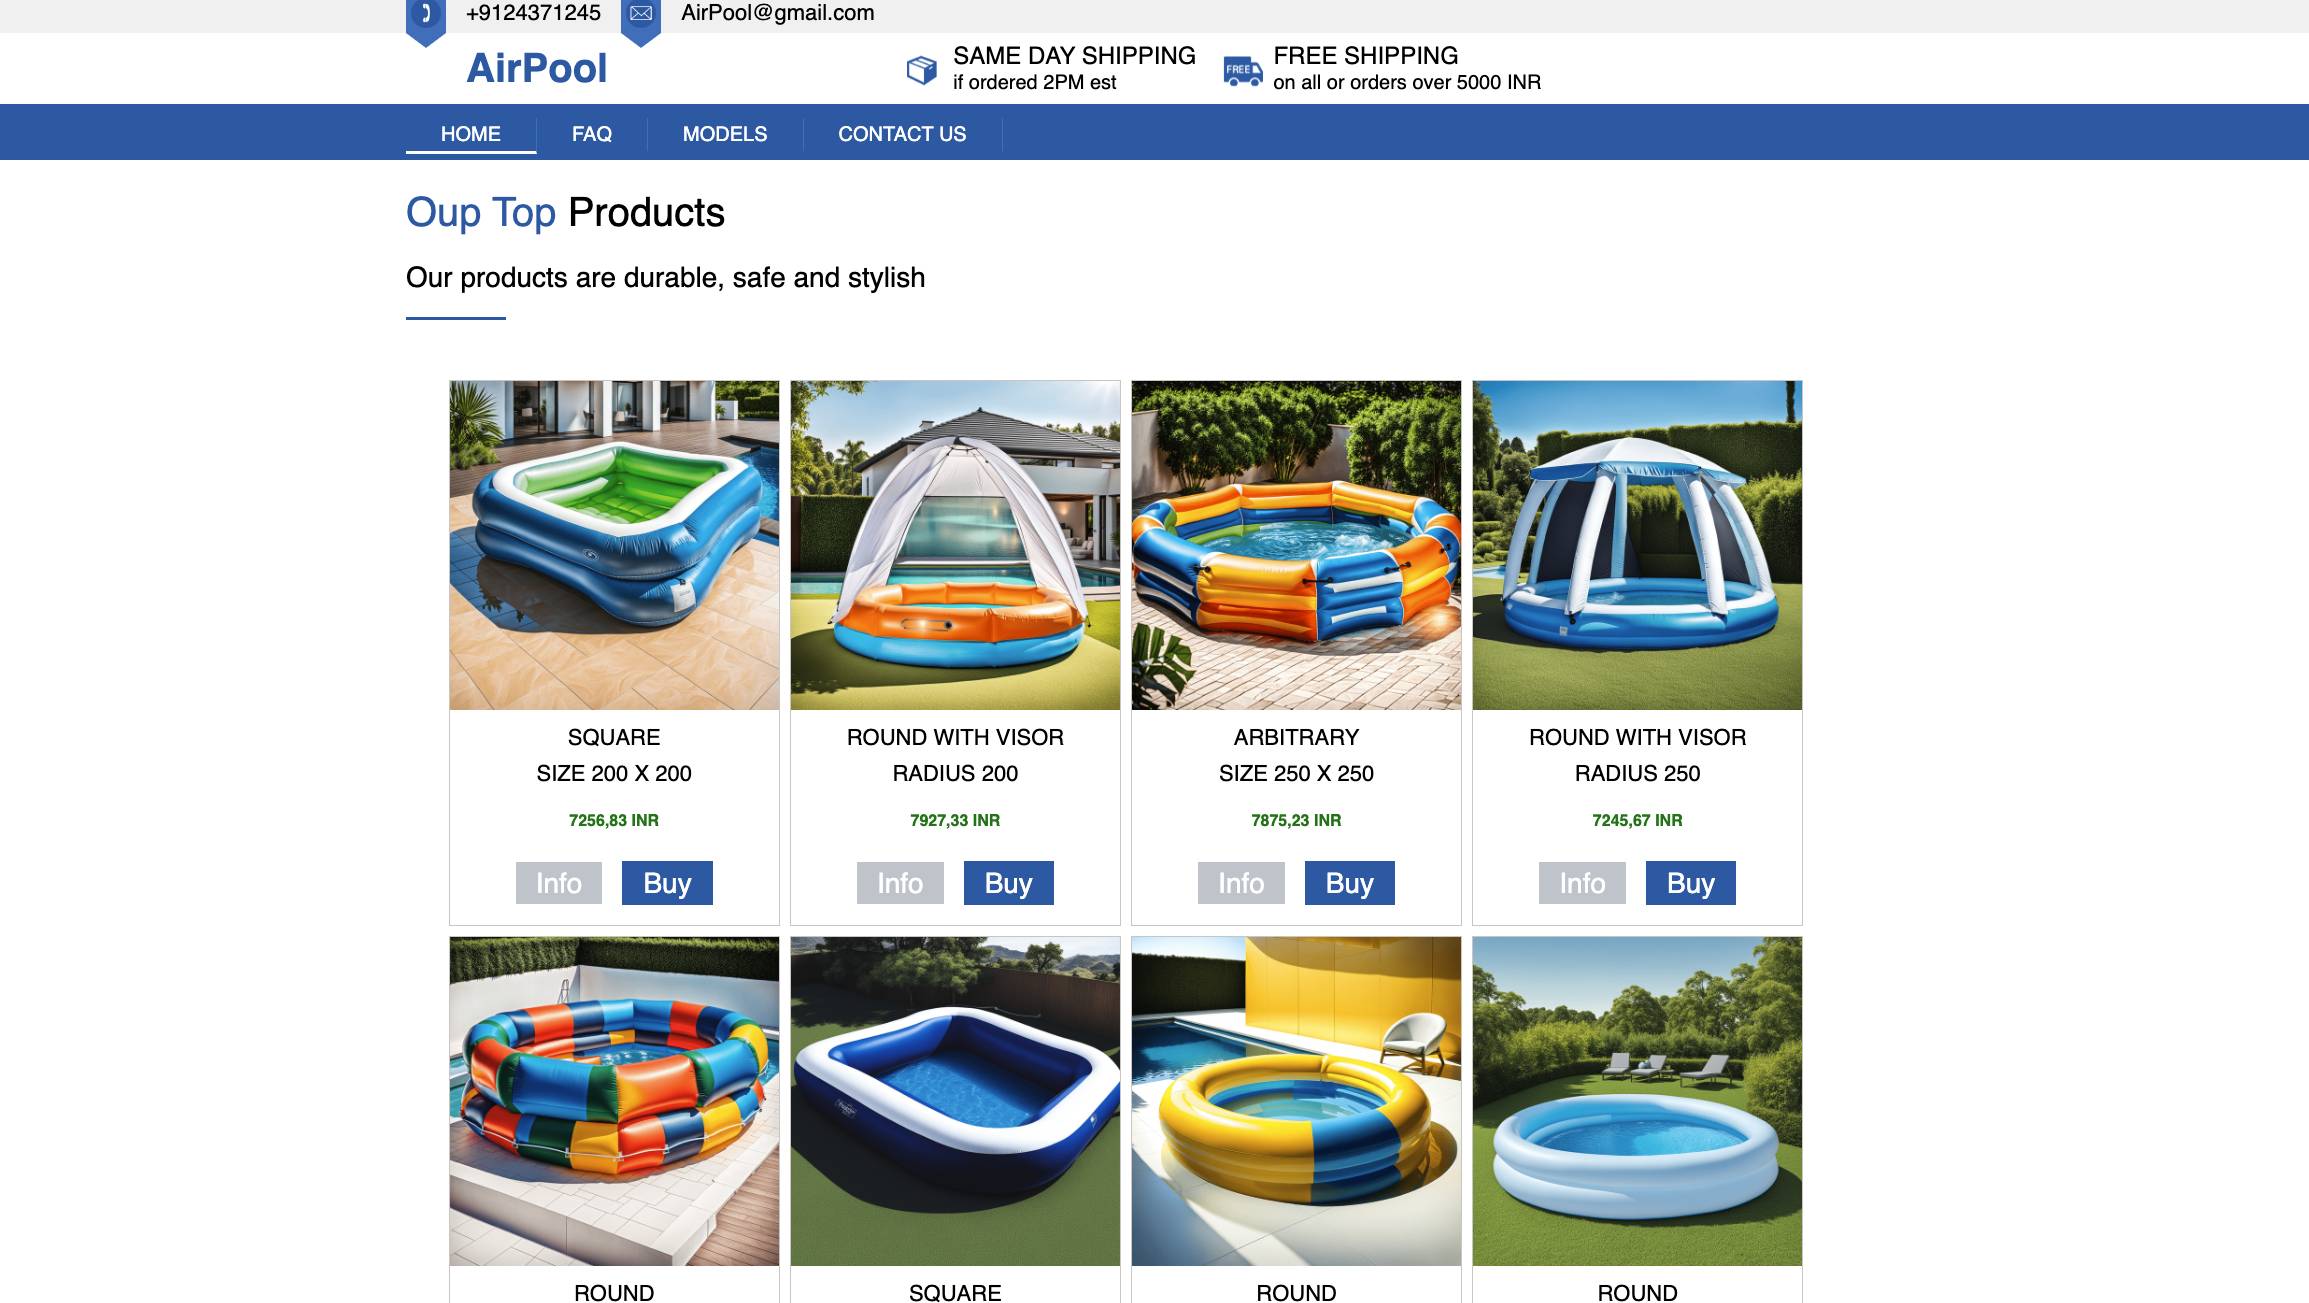 +9124371245 AirPool@gmail.com
AirPool
SAME DAY SHIPPING
if ordered 2PM est
FREE
FREE SHIPPING
on all or orders over 5000 INR
HOME FAQ MODELS CONTACT US
Oup Top Products
Our products are durable, safe and stylish
SQUARE
SIZE 200 X 200
7256,83 INR
Info Buy
ROUND WITH VISOR
RADIUS 200
7927,33 INR
Info Buy
ARBITRARY
SIZE 250 X 250
7875,23 INR
Info Buy
ROUND WITH VISOR
RADIUS 250
7245,67 INR
Info Buy
ROUND
SQUARE
ROUND
ROUND